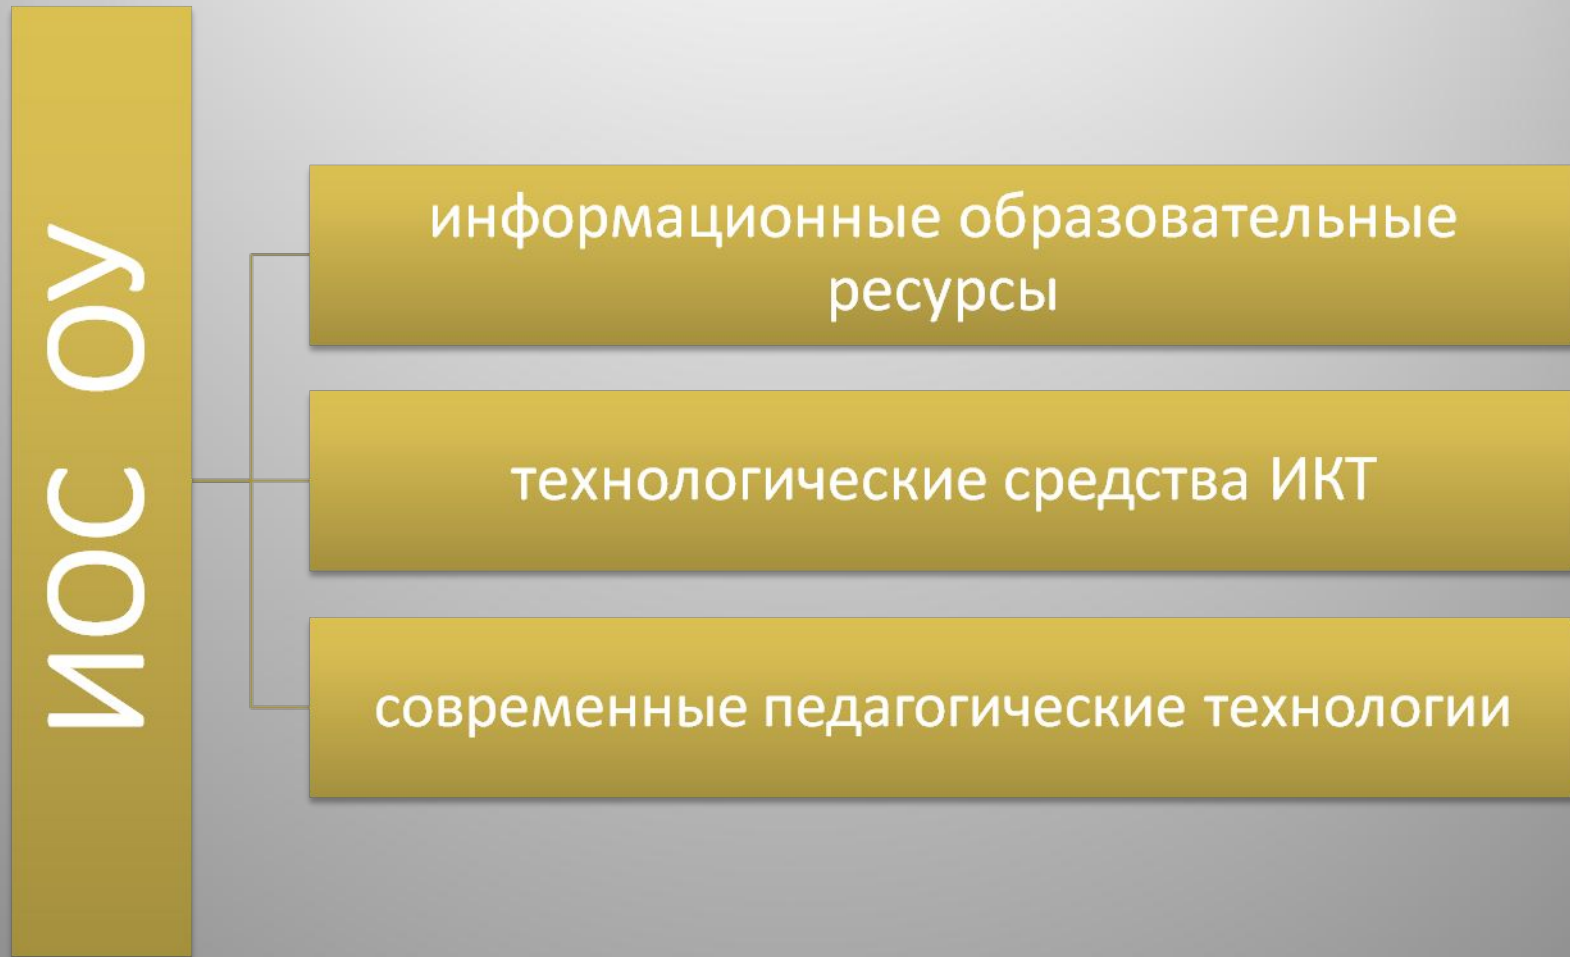 ИОС ОУ
информационные образовательные
ресурсы
технологические средства ИКТ
современные педагогические технологии